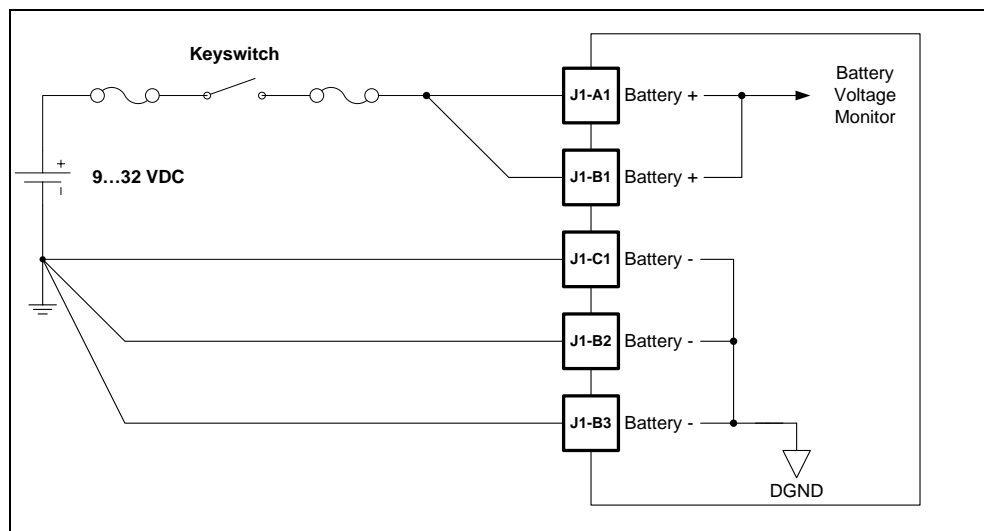 Keyswitch
J1-A1 Battery +
Battery
Voltage
Monitor
+
9…32 VDC
J1-B1 Battery +
J1-C1 Battery -
J1-B2 Battery -
J1-B3 Battery -
DGND